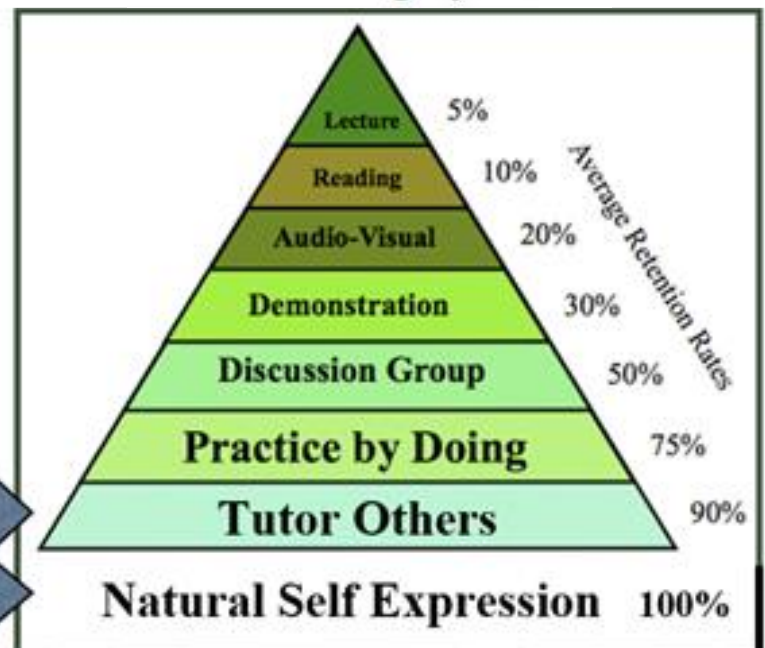 Lecture 5%
Reading 10%
Audio-Visual 20%
Demonstration 30%
Discussion Group 50%
Practice by Doing 75%
Tutor Others 90%
Natural Self Expression 100%
Average Retention Rates